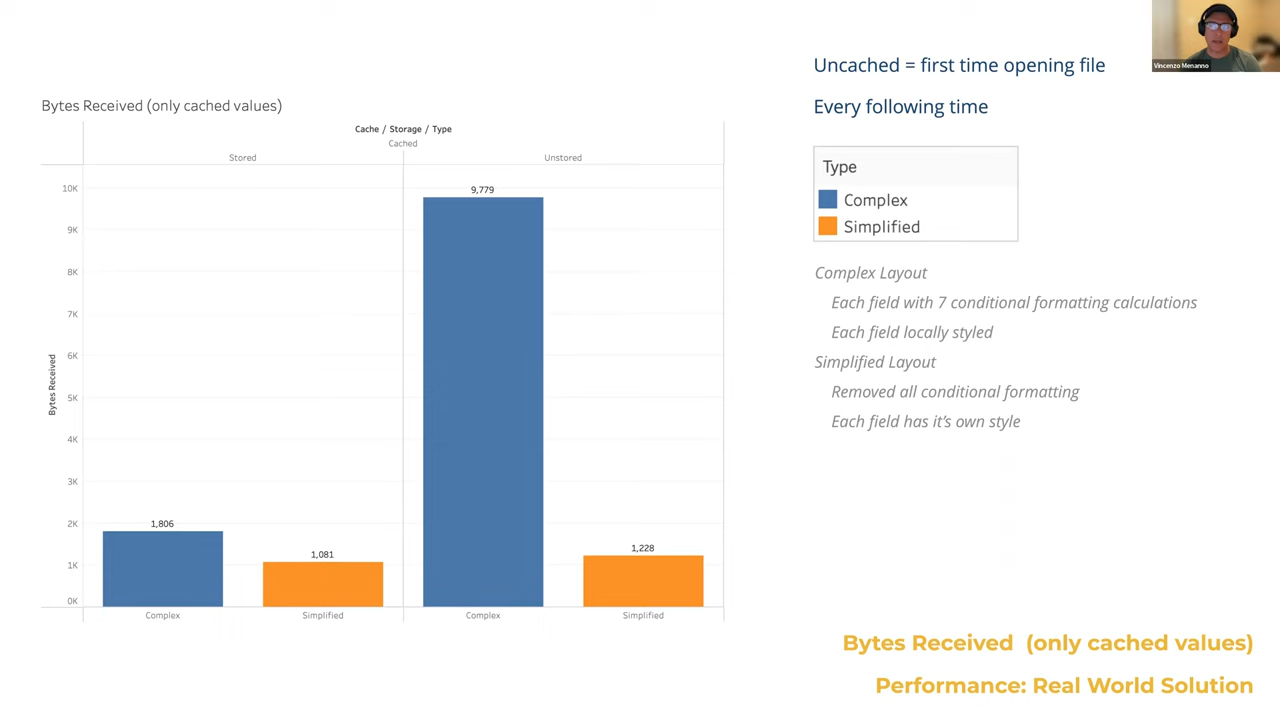 Vincenzo Menanno
Uncached = first time opening file
Every following time
Bytes Received (only cached values)
Cache / Storage / Type
Cached
Stored
Unstored
Bytes Received
10K
9K
8K
7K
6K
5K
4K
3K
2K
1K
0K
1,806
1,081
9,779
1,228
Complex
Simplified
Complex
Simplified
Type
Complex
Simplified
Complex Layout
Each field with 7 conditional formatting calculations
Each field locally styled
Simplified Layout
Removed all conditional formatting
Each field has it's own style
Bytes Received (only cached values)
Performance: Real World Solution